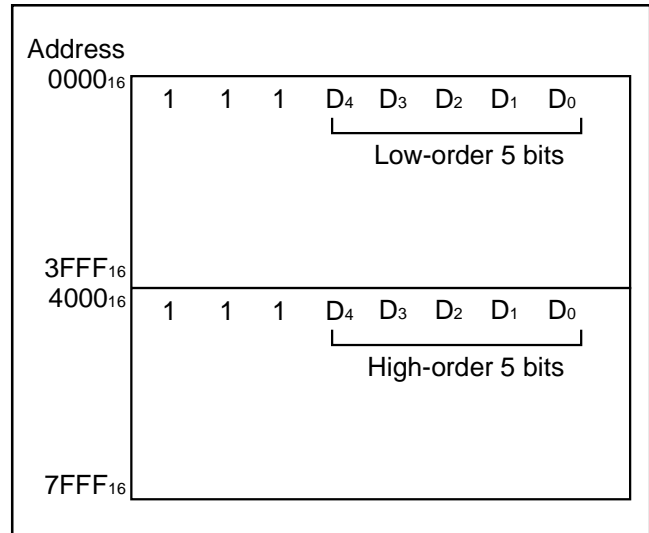 Address
0000₁₆
1 1 1 D₄ D₃ D₂ D₁ D₀
Low-order 5 bits
3FFF₁₆
4000₁₆
1 1 1 D₄ D₃ D₂ D₁ D₀
High-order 5 bits
7FFF₁₆